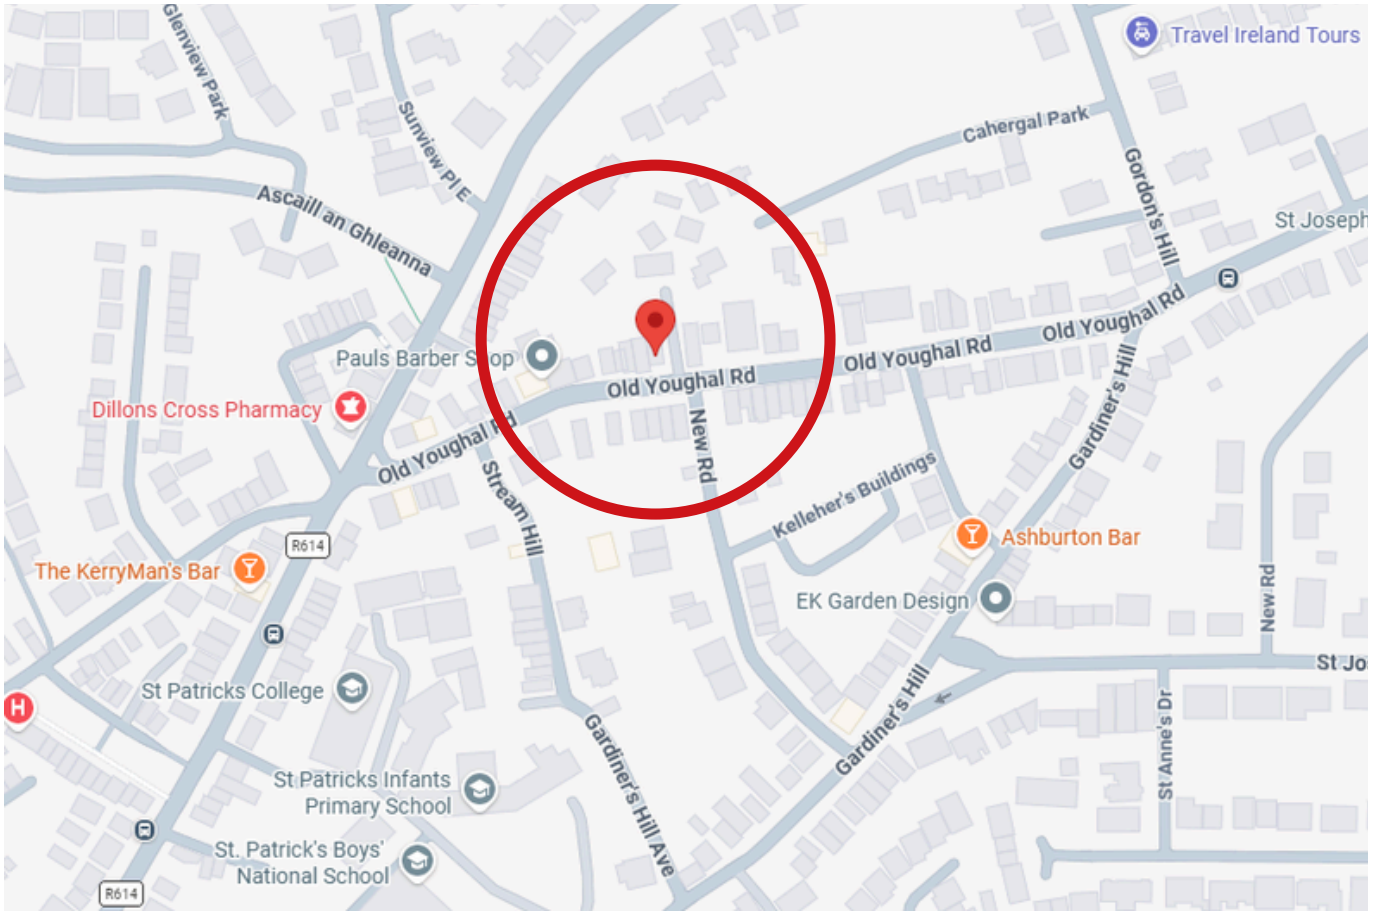 Glenview Park
Travel Ireland Tours
Sunview Pl E
Cahergal Park
Ascaill an Ghleanna
Gordon's Hill
St Joseph
Old Youghal Rd
Pauls Barber Shop
Old Youghal Rd
Old Youghal Rd
Dillons Cross Pharmacy
Old Youghal Rd
New Rd
Gardiner's Hill
Stream Hill
Kelleher's Buildings
R614
Ashburton Bar
The KerryMan's Bar
EK Garden Design
New Rd
St Jo
St Patricks College
H
Gardiner's Hill
St Anne's Dr
Gardiner's Hill Ave
St Patricks Infants
Primary School
St. Patrick's Boys'
National School
R614